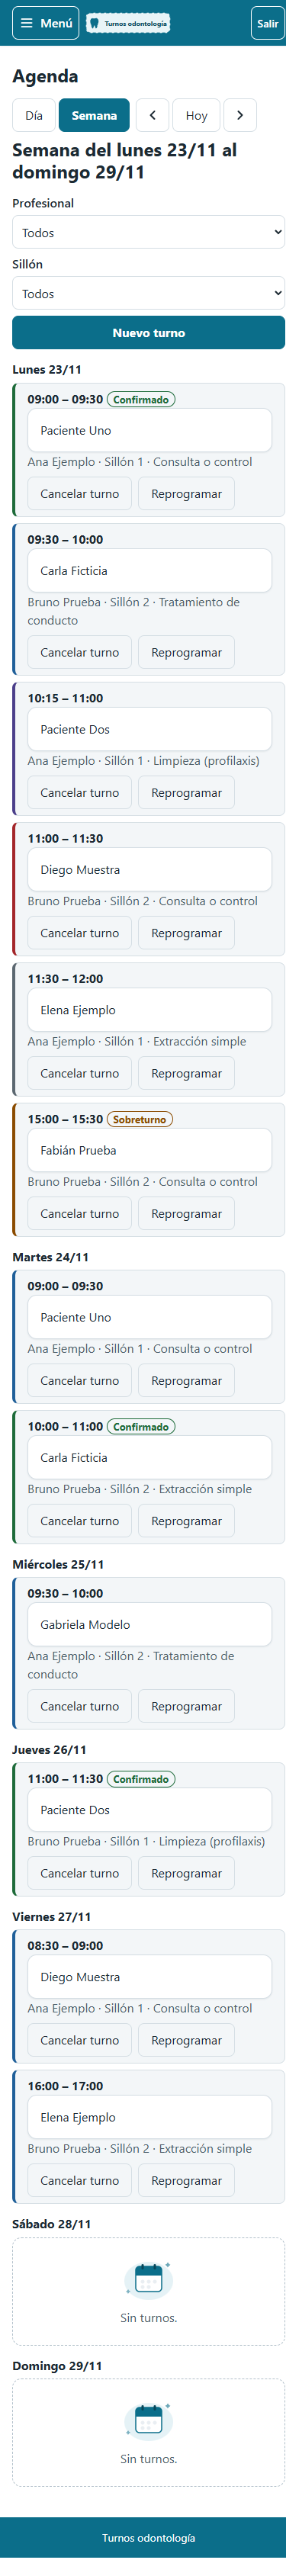 Menú
Turnos odontología
Salir
Agenda
Día
Semana
Hoy
Semana del lunes 23/11 al
domingo 29/11
Profesional
Todos
Sillón
Todos
Nuevo turno
Lunes 23/11
09:00 – 09:30 Confirmado
Paciente Uno
Ana Ejemplo · Sillón 1 · Consulta o control
Cancelar turno
Reprogramar
09:30 – 10:00
Carla Ficticia
Bruno Prueba · Sillón 2 · Tratamiento de
conducto
Cancelar turno
Reprogramar
10:15 – 11:00
Paciente Dos
Ana Ejemplo · Sillón 1 · Limpieza (profilaxis)
Cancelar turno
Reprogramar
11:00 – 11:30
Diego Muestra
Bruno Prueba · Sillón 2 · Consulta o control
Cancelar turno
Reprogramar
11:30 – 12:00
Elena Ejemplo
Ana Ejemplo · Sillón 1 · Extracción simple
Cancelar turno
Reprogramar
15:00 – 15:30 Sobreturno
Fabián Prueba
Bruno Prueba · Sillón 2 · Consulta o control
Cancelar turno
Reprogramar
Martes 24/11
09:00 – 09:30
Paciente Uno
Ana Ejemplo · Sillón 1 · Consulta o control
Cancelar turno
Reprogramar
10:00 – 11:00 Confirmado
Carla Ficticia
Bruno Prueba · Sillón 2 · Extracción simple
Cancelar turno
Reprogramar
Miércoles 25/11
09:30 – 10:00
Gabriela Modelo
Ana Ejemplo · Sillón 2 · Tratamiento de
conducto
Cancelar turno
Reprogramar
Jueves 26/11
11:00 – 11:30 Confirmado
Paciente Dos
Bruno Prueba · Sillón 1 · Limpieza (profilaxis)
Cancelar turno
Reprogramar
Viernes 27/11
08:30 – 09:00
Diego Muestra
Ana Ejemplo · Sillón 1 · Consulta o control
Cancelar turno
Reprogramar
16:00 – 17:00
Elena Ejemplo
Bruno Prueba · Sillón 2 · Extracción simple
Cancelar turno
Reprogramar
Sábado 28/11
Sin turnos.
Domingo 29/11
Sin turnos.
Turnos odontología